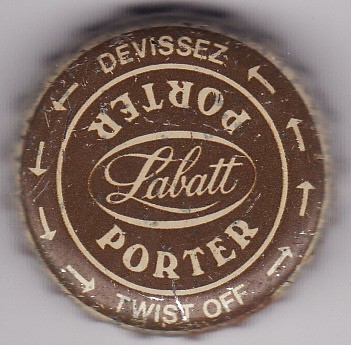 DEVISSEZ
PORTER
Labatt
PORTER
TWIST OFF